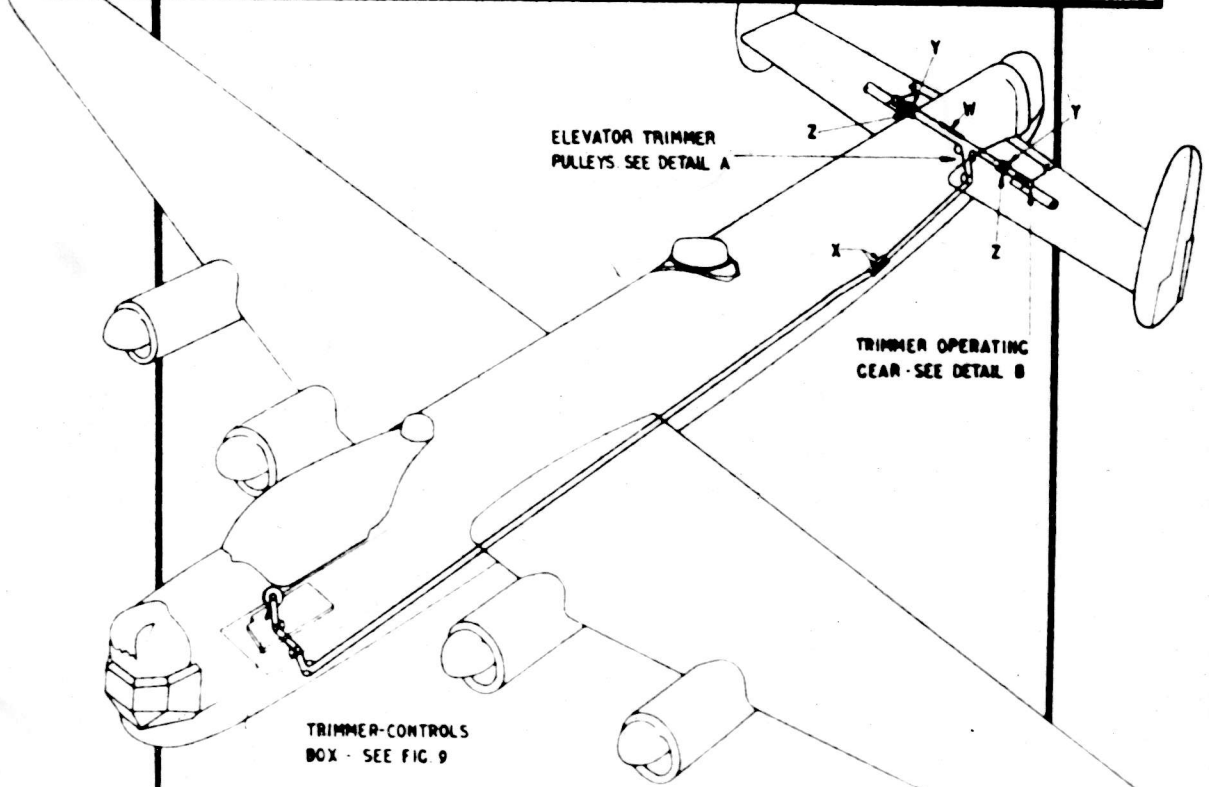 Y
W
Y
Z
ELEVATOR TRIMMER
PULLEYS. SEE DETAIL A
X
Z
TRIMMER OPERATING
GEAR - SEE DETAIL B
TRIMMER-CONTROLS
BOX - SEE FIG. 9